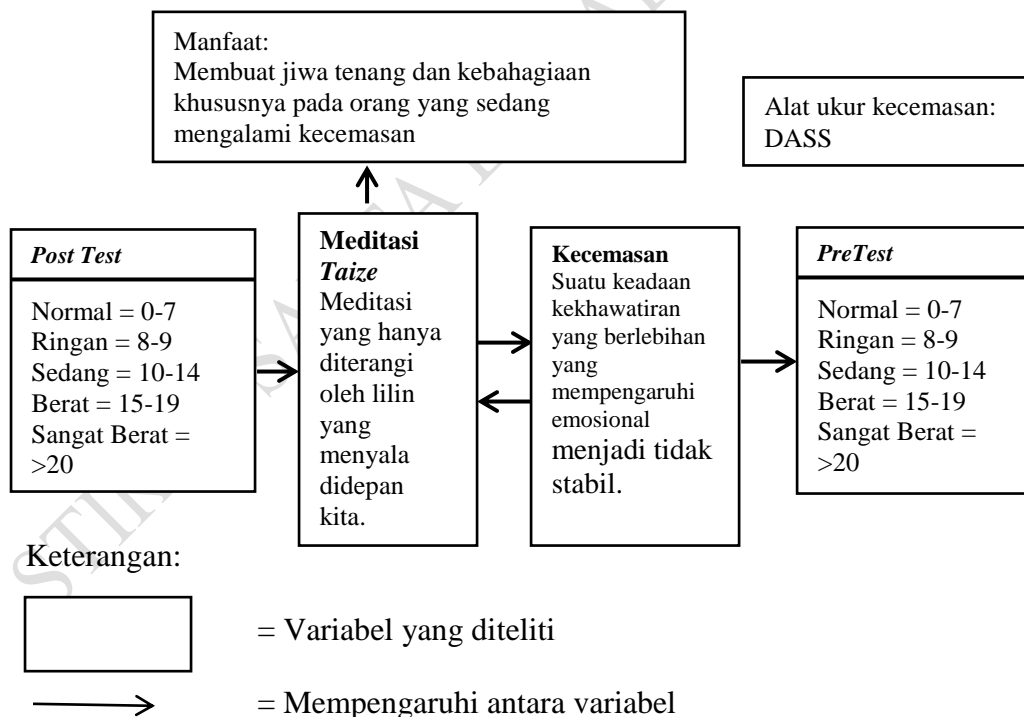 Manfaat:
Membuat jiwa tenang dan kebahagiaan
khususnya pada orang yang sedang
mengalami kecemasan
Alat ukur kecemasan:
DASS
Post Test
Normal = 0-7
Ringan = 8-9
Sedang = 10-14
Berat = 15-19
Sangat Berat =
>20
Meditasi
Taize
Meditasi
yang hanya
diterangi
oleh lilin
yang
menyala
didepan
kita.
Kecemasan
Suatu keadaan
kekhawatiran
yang berlebihan
yang
mempengaruhi
emosional
menjadi tidak
stabil.
PreTest
Normal = 0-7
Ringan = 8-9
Sedang = 10-14
Berat = 15-19
Sangat Berat =
>20
Keterangan:
= Variabel yang diteliti
= Mempengaruhi antara variabel